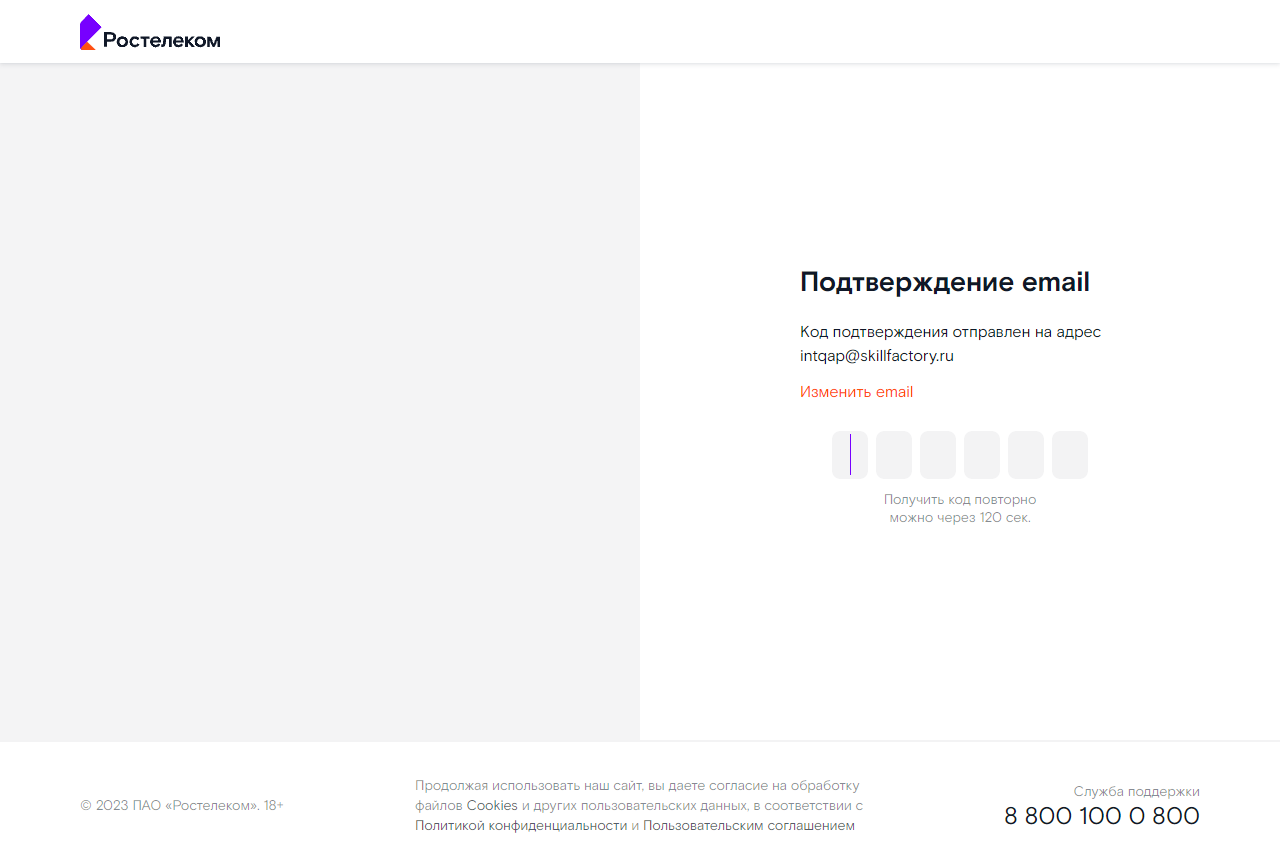 Ростелеком
Подтверждение email
Код подтверждения отправлен на адрес
intqap@skillfactory.ru
Изменить email
Получить код повторно
можно через 120 сек.
© 2023 ПАО «Ростелеком». 18+
Продолжая использовать наш сайт, вы даете согласие на обработку
файлов Cookies и других пользовательских данных, в соответствии с
Политикой конфиденциальности и Пользовательским соглашением
Служба поддержки
8 800 100 0 800